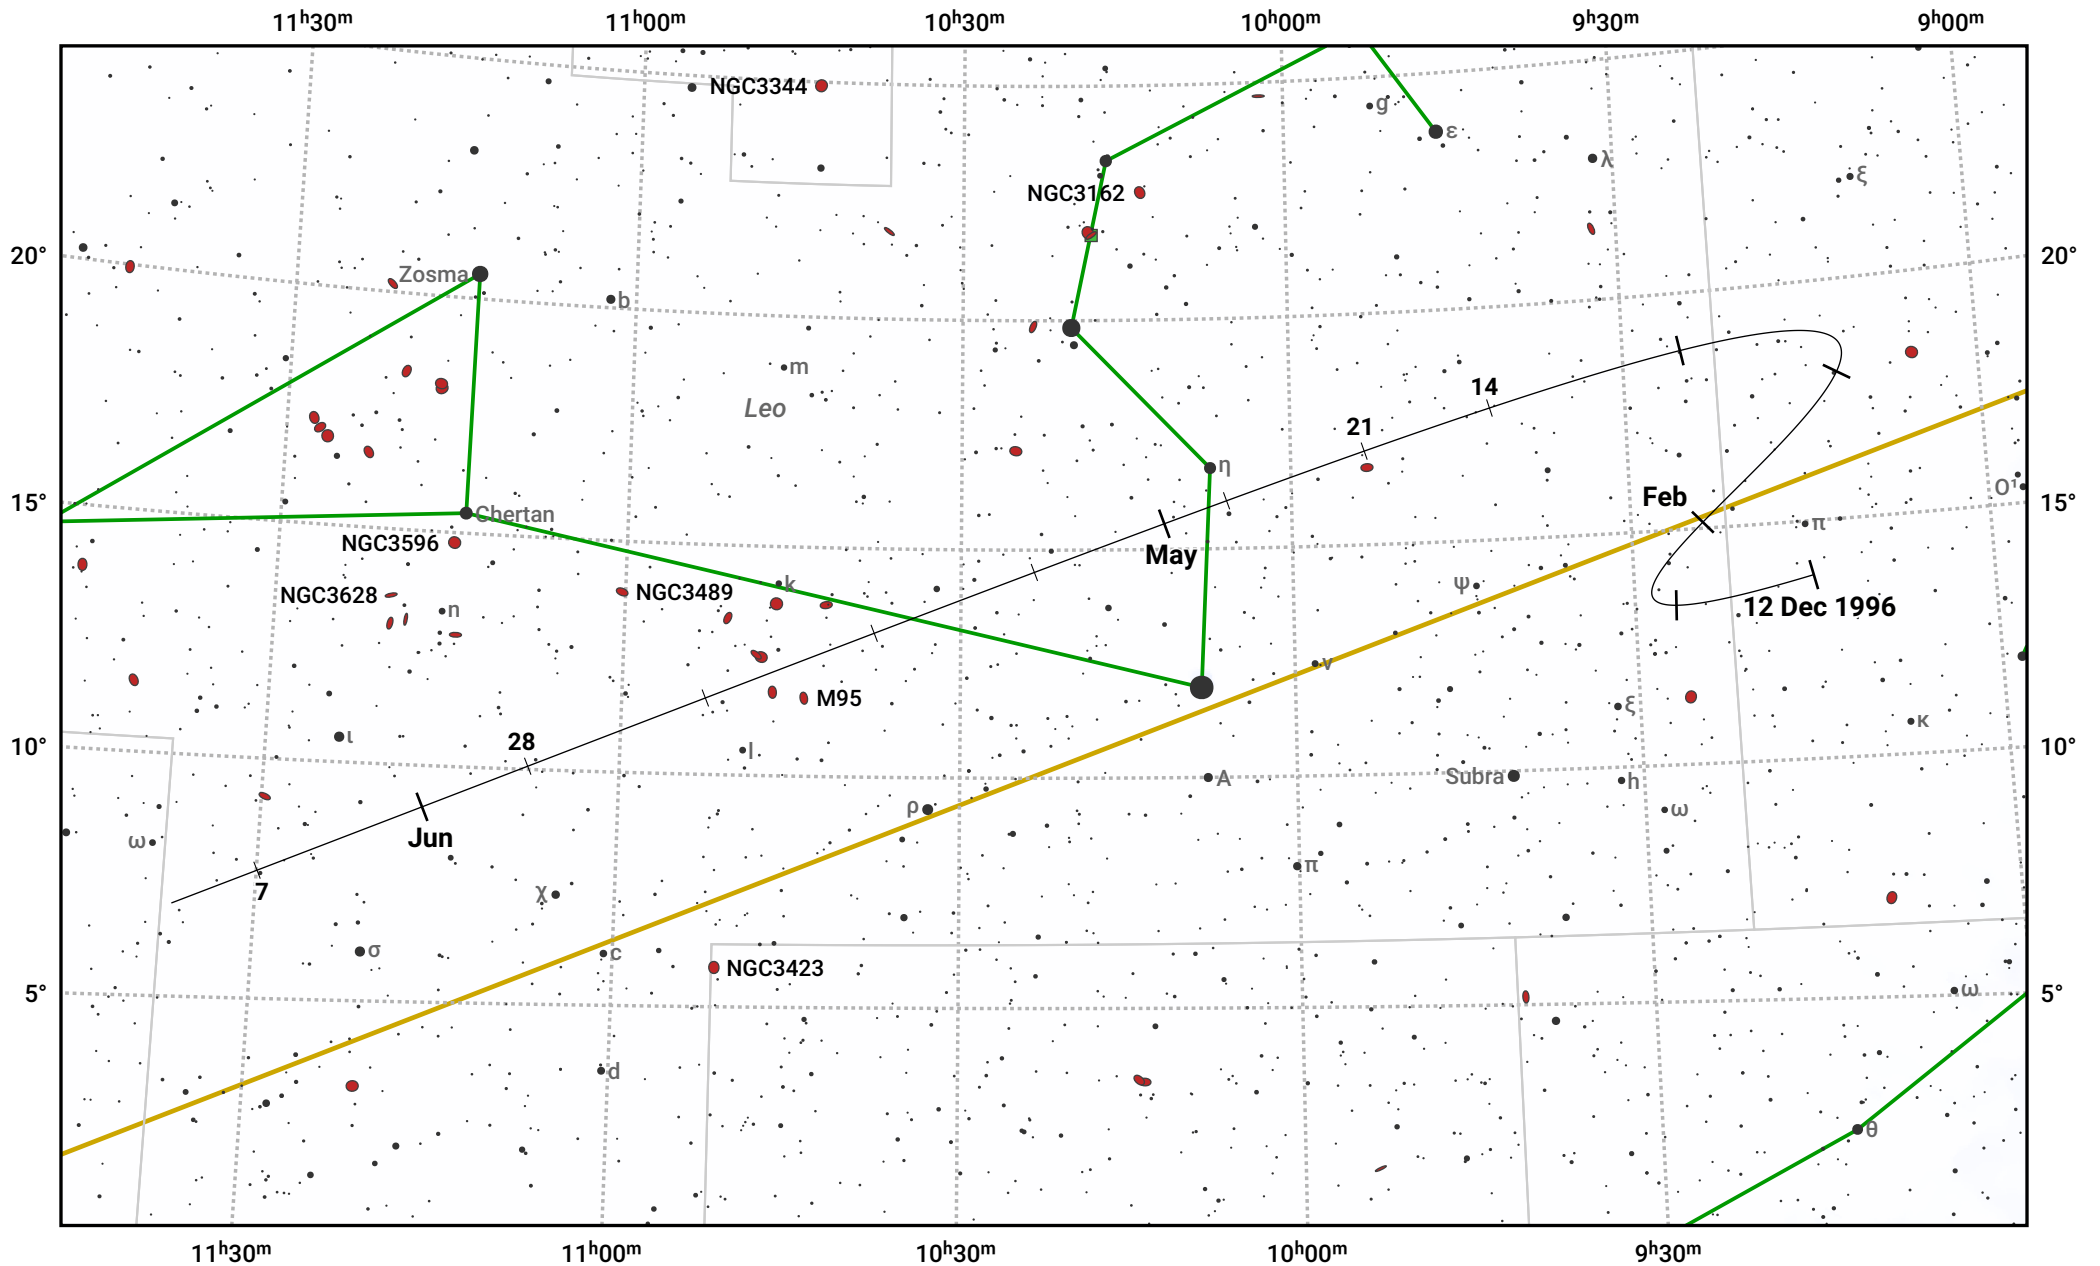 11ʰ30ᵐ 11ʰ00ᵐ 10ʰ30ᵐ 10ʰ00ᵐ 9ʰ30ᵐ 9ʰ00ᵐ
NGC3344
g
ε
λ
ξ
NGC3162
20° 20°
Zosma
b
m
Leo
14
21
η
Feb
O¹
15° 15°
Chertan
π
NGC3596
May
ψ
k
NGC3489
NGC3628
n
12 Dec 1996
ν
M95
ξ
κ
ι
28
l
10° 10°
A
Subra
h
ρ
ω
Jun
ω
π
7
χ
σ
c
NGC3423
5° 5°
ω
d
θ
11ʰ30ᵐ 11ʰ00ᵐ 10ʰ30ᵐ 10ʰ00ᵐ 9ʰ30ᵐ